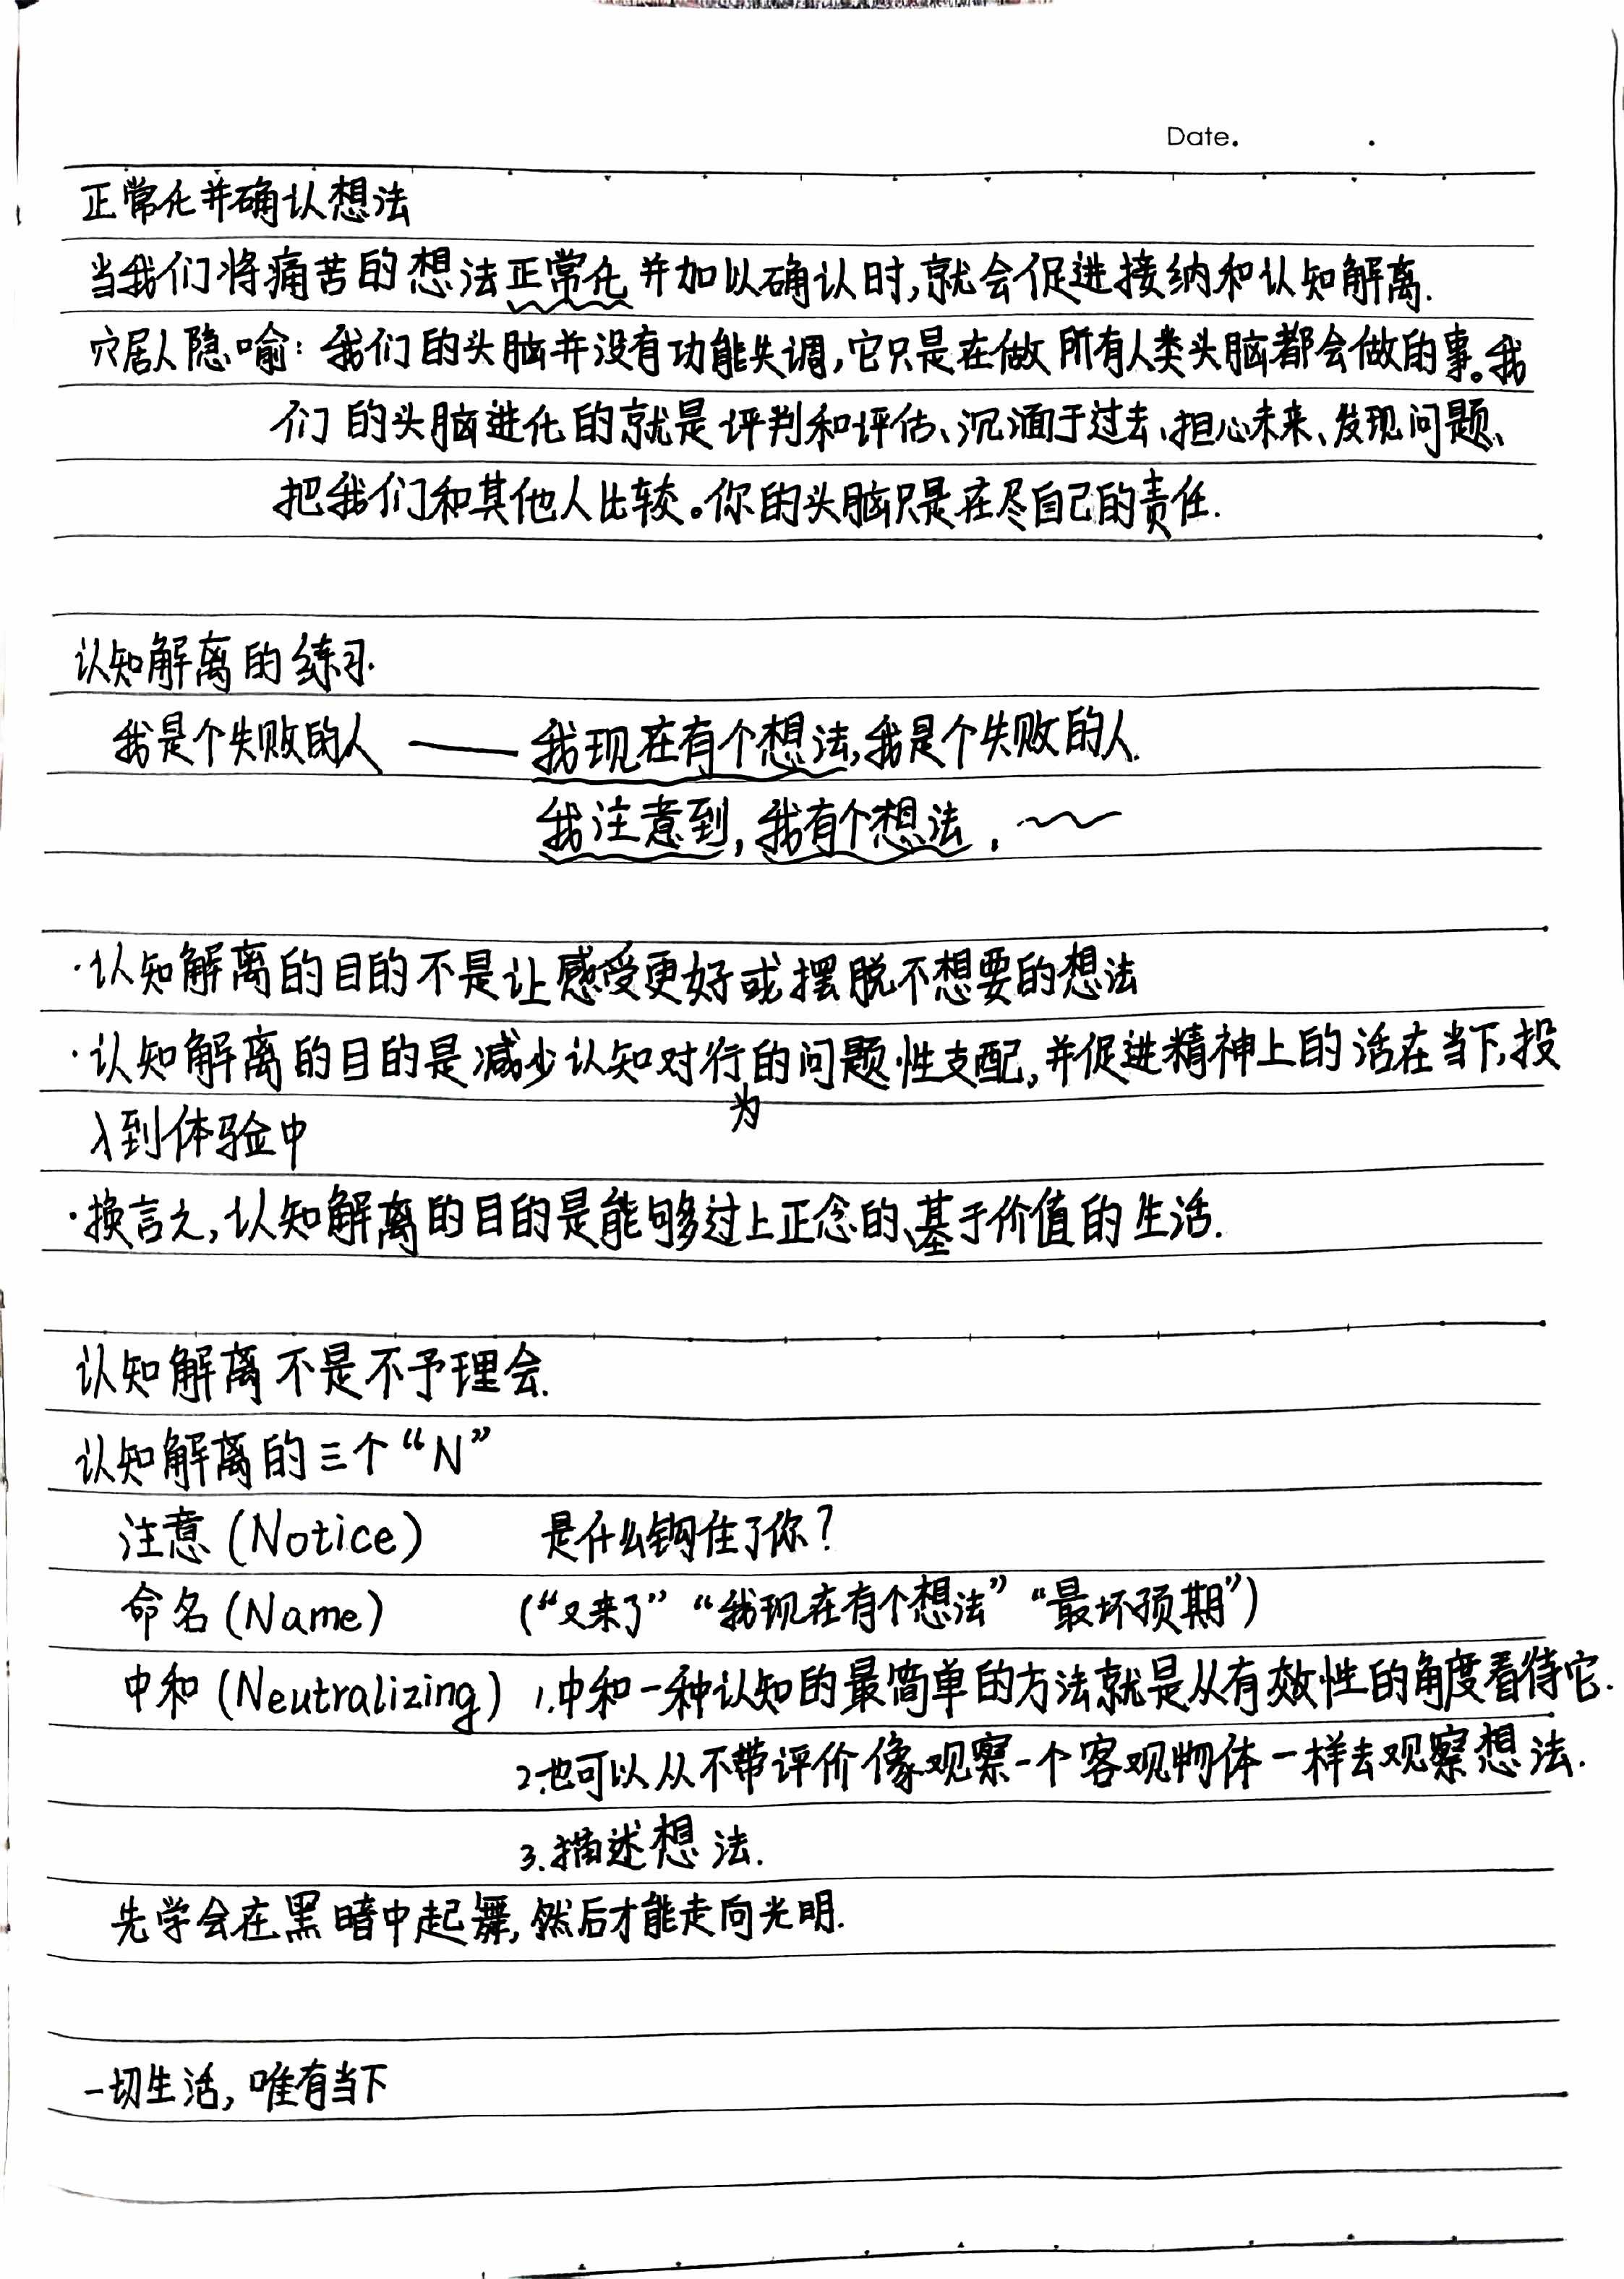 Date.
正常化并确认想法
当我们将痛苦的想法正常化并加以确认时,就会促进接纳和认知解离.
穴居人隐喻:我们的头脑并没有功能失调,它只是在做所有人类头脑都会做的事。我
们的头脑进化的就是评判和评估、沉湎于过去、担心未来、发现问题、
把我们和其他人比较。你的头脑只是在尽自己的责任.
认知解离的练习.
我是个失败的人 —— 我现在有个想法,我是个失败的人.
我注意到,我有个想法, ~~
·认知解离的目的不是让感受更好或摆脱不想要的想法
·认知解离的目的是减少认知对行为的问题性支配,并促进精神上的活在当下,投
入到体验中
·换言之,认知解离的目的是能够过上正念的、基于价值的生活.
认知解离不是不予理会.
认知解离的三个“N”
注意(Notice) 是什么钩住了你?
命名(Name) (“又来了” “我现在有个想法” “最坏预期”)
中和(Neutralizing) 1.中和一种认知的最简单的方法就是从有效性的角度看待它.
2.也可以从不带评价像观察一个客观物体一样去观察想法.
3.描述想法.
先学会在黑暗中起舞,然后才能走向光明.
一切生活,唯有当下